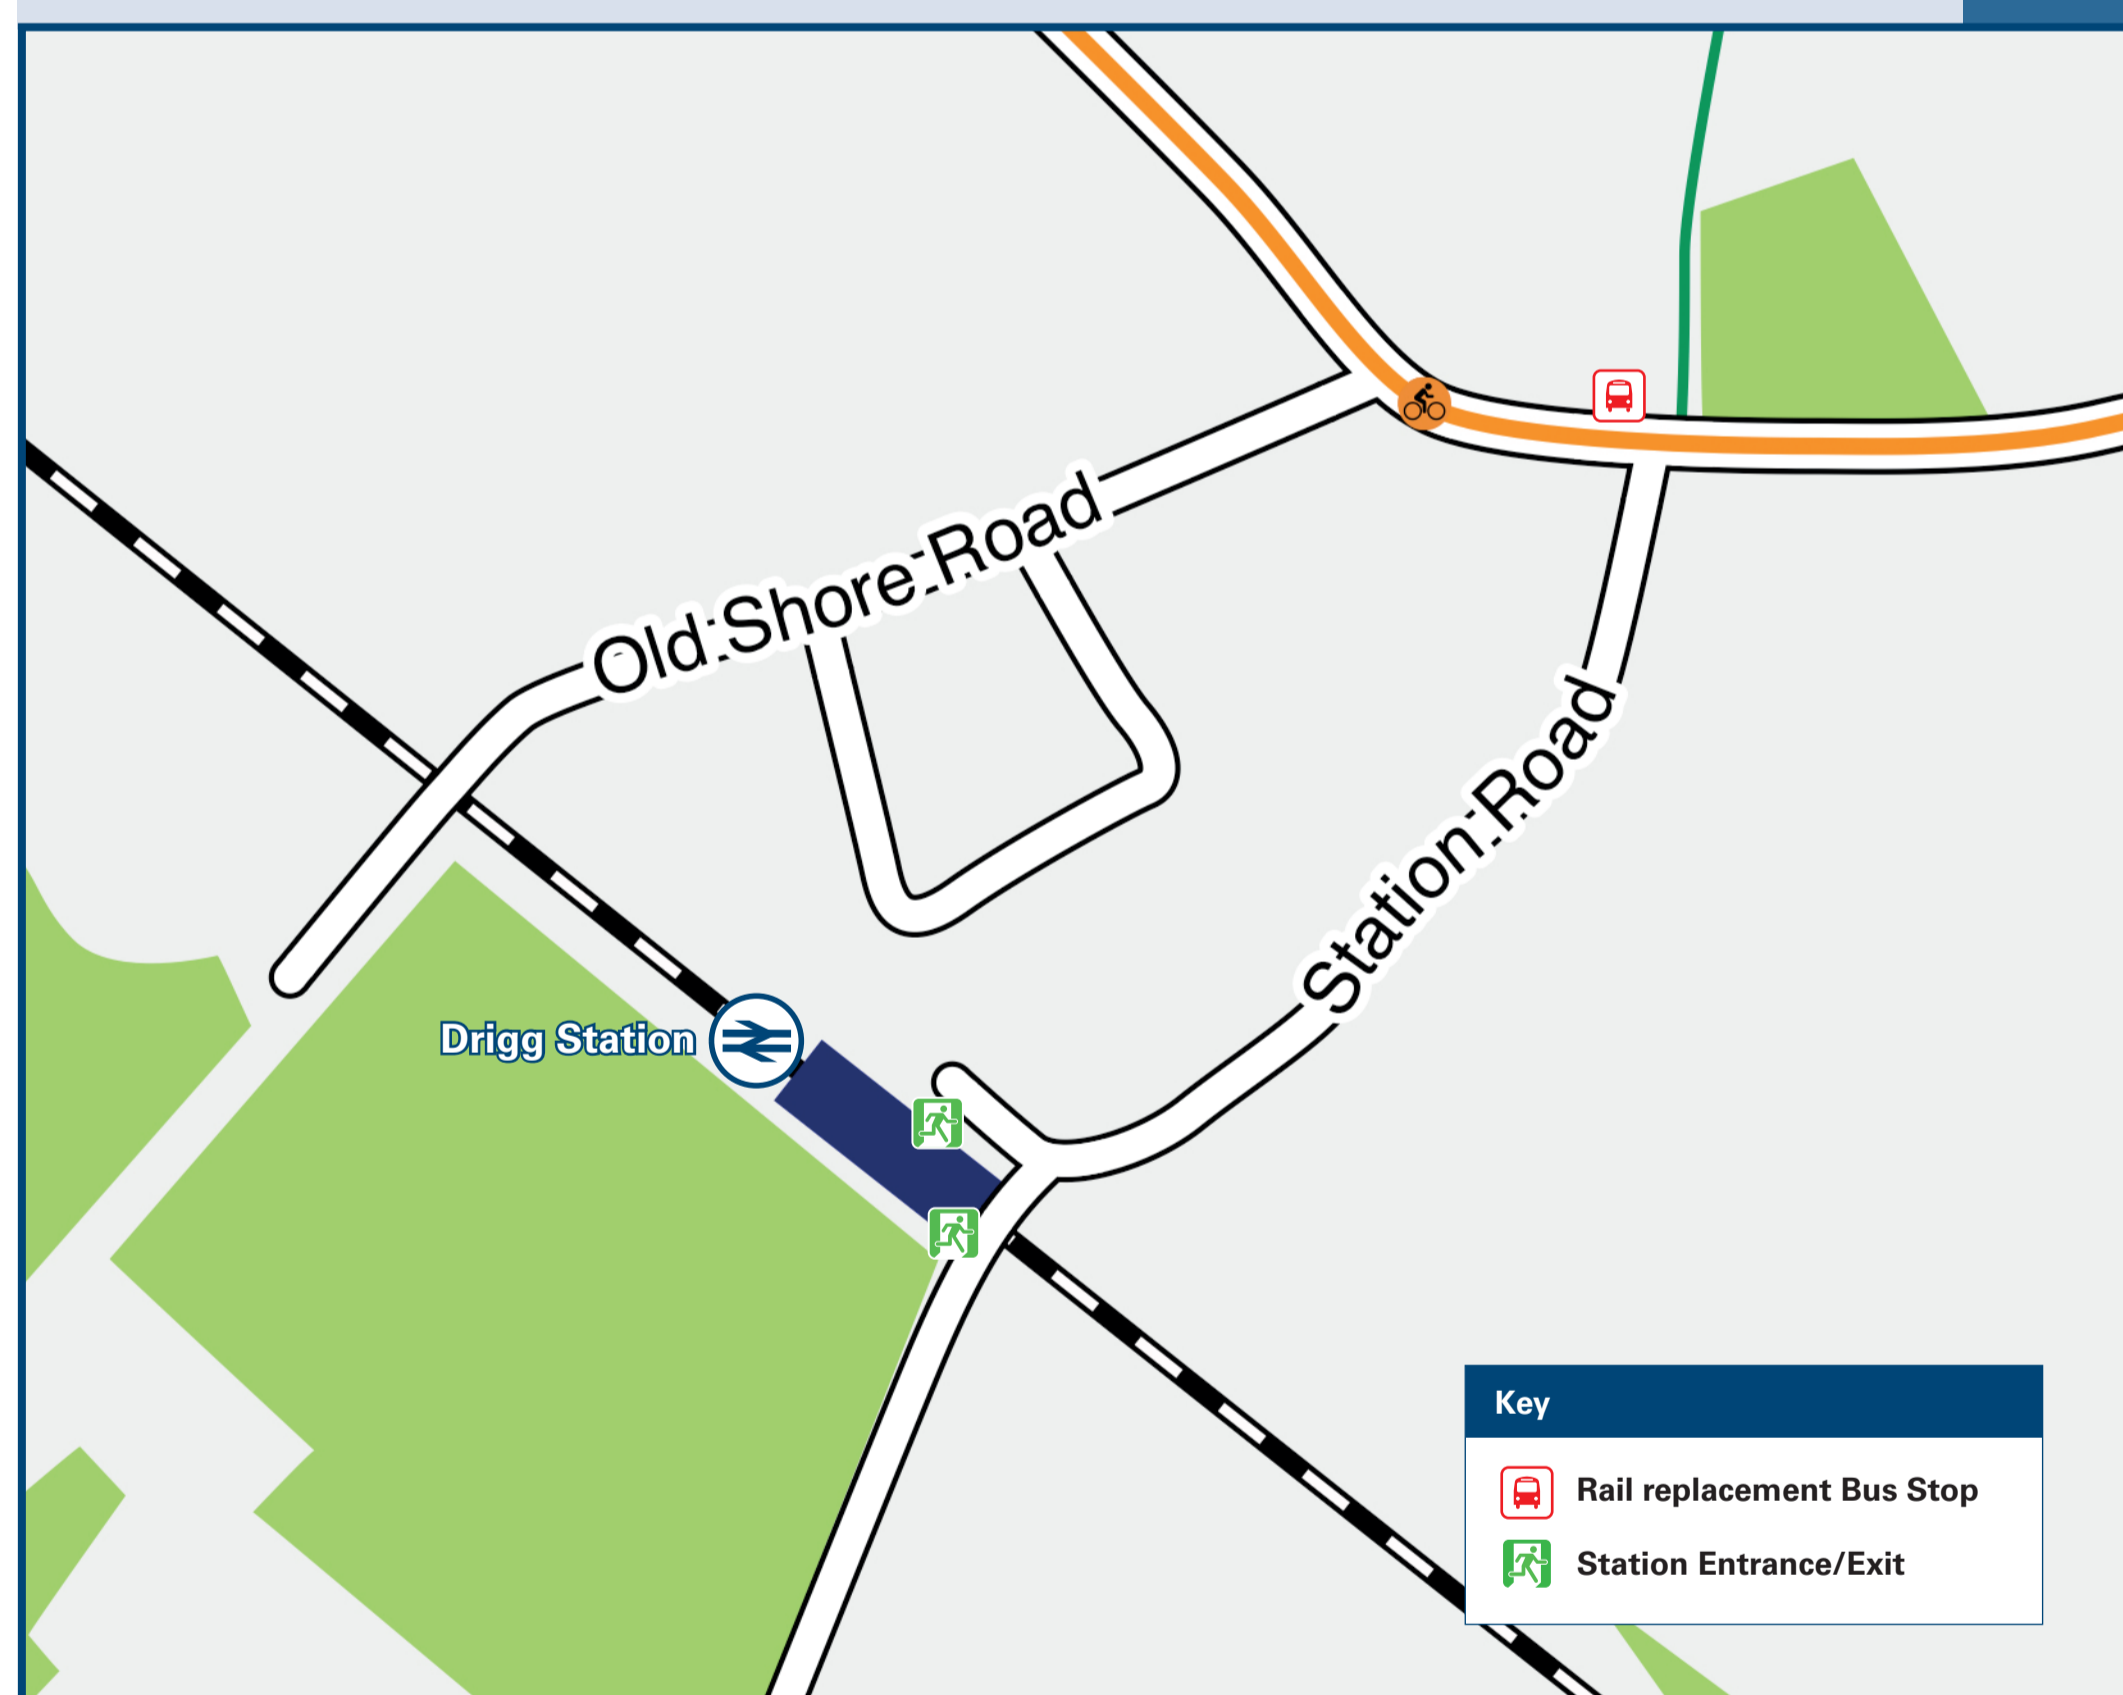 Old Shore Road
Station Road
Drigg Station
Key
Rail replacement Bus Stop
Station Entrance/Exit